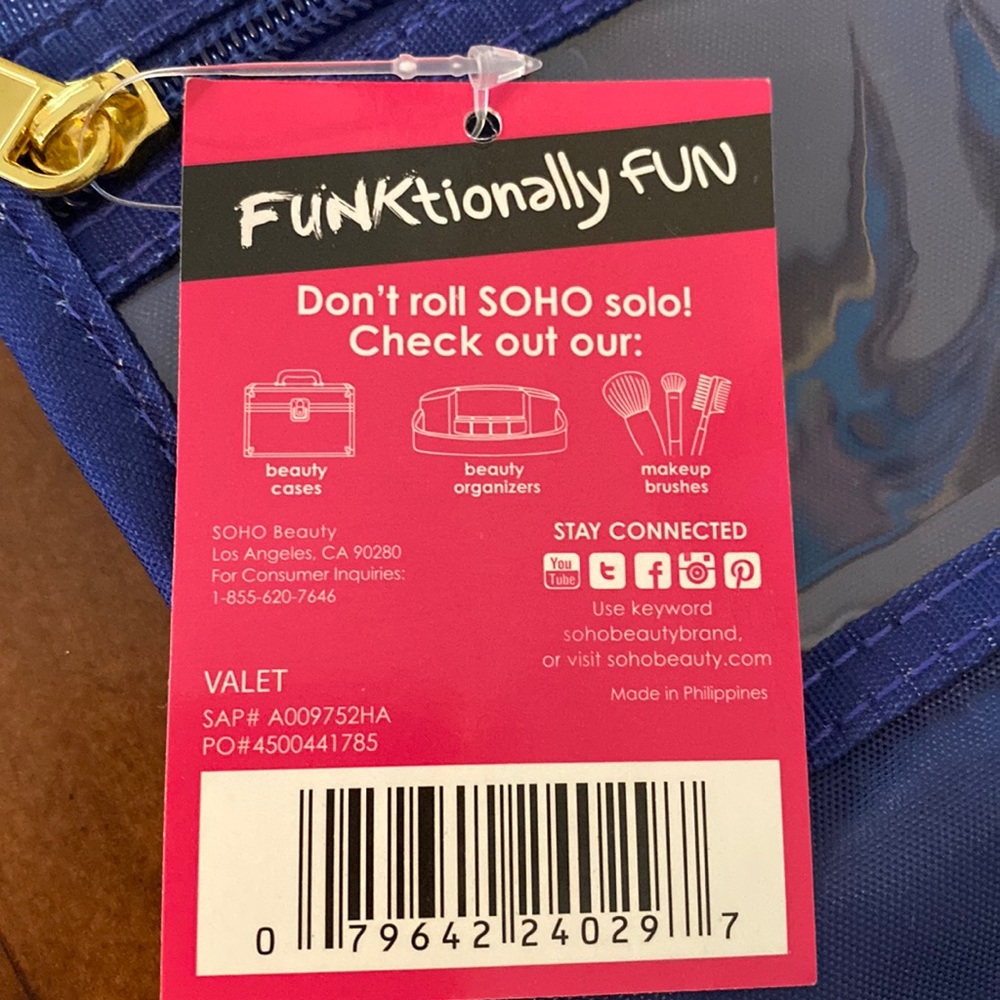 FUNKtionally FUN
Don't roll SOHO solo!
Check out our:
beauty
cases
beauty
organizers
makeup
brushes
SOHO Beauty
Los Angeles, CA 90280
For Consumer Inquiries:
1-855-620-7646
STAY CONNECTED
You
Tube
Use keyword
sohobeautybrand,
or visit sohobeauty.com
Made in Philippines
VALET
SAP# A009752HA
PO#4500441785
0 79642 24029 7